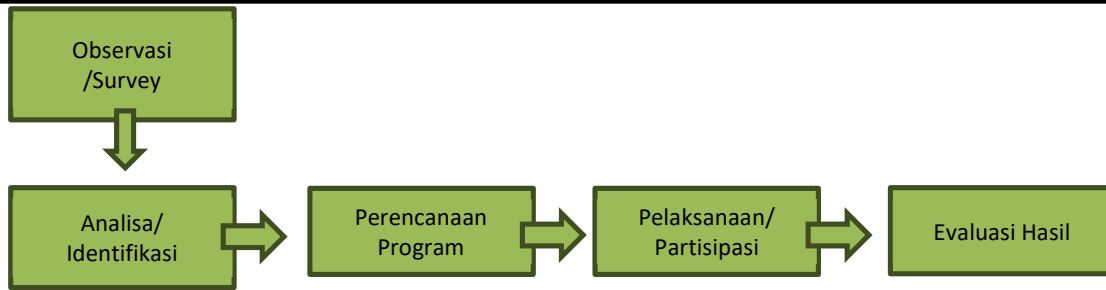 Observasi
/Survey
Analisa/
Identifikasi
Perencanaan
Program
Pelaksanaan/
Partisipasi
Evaluasi Hasil